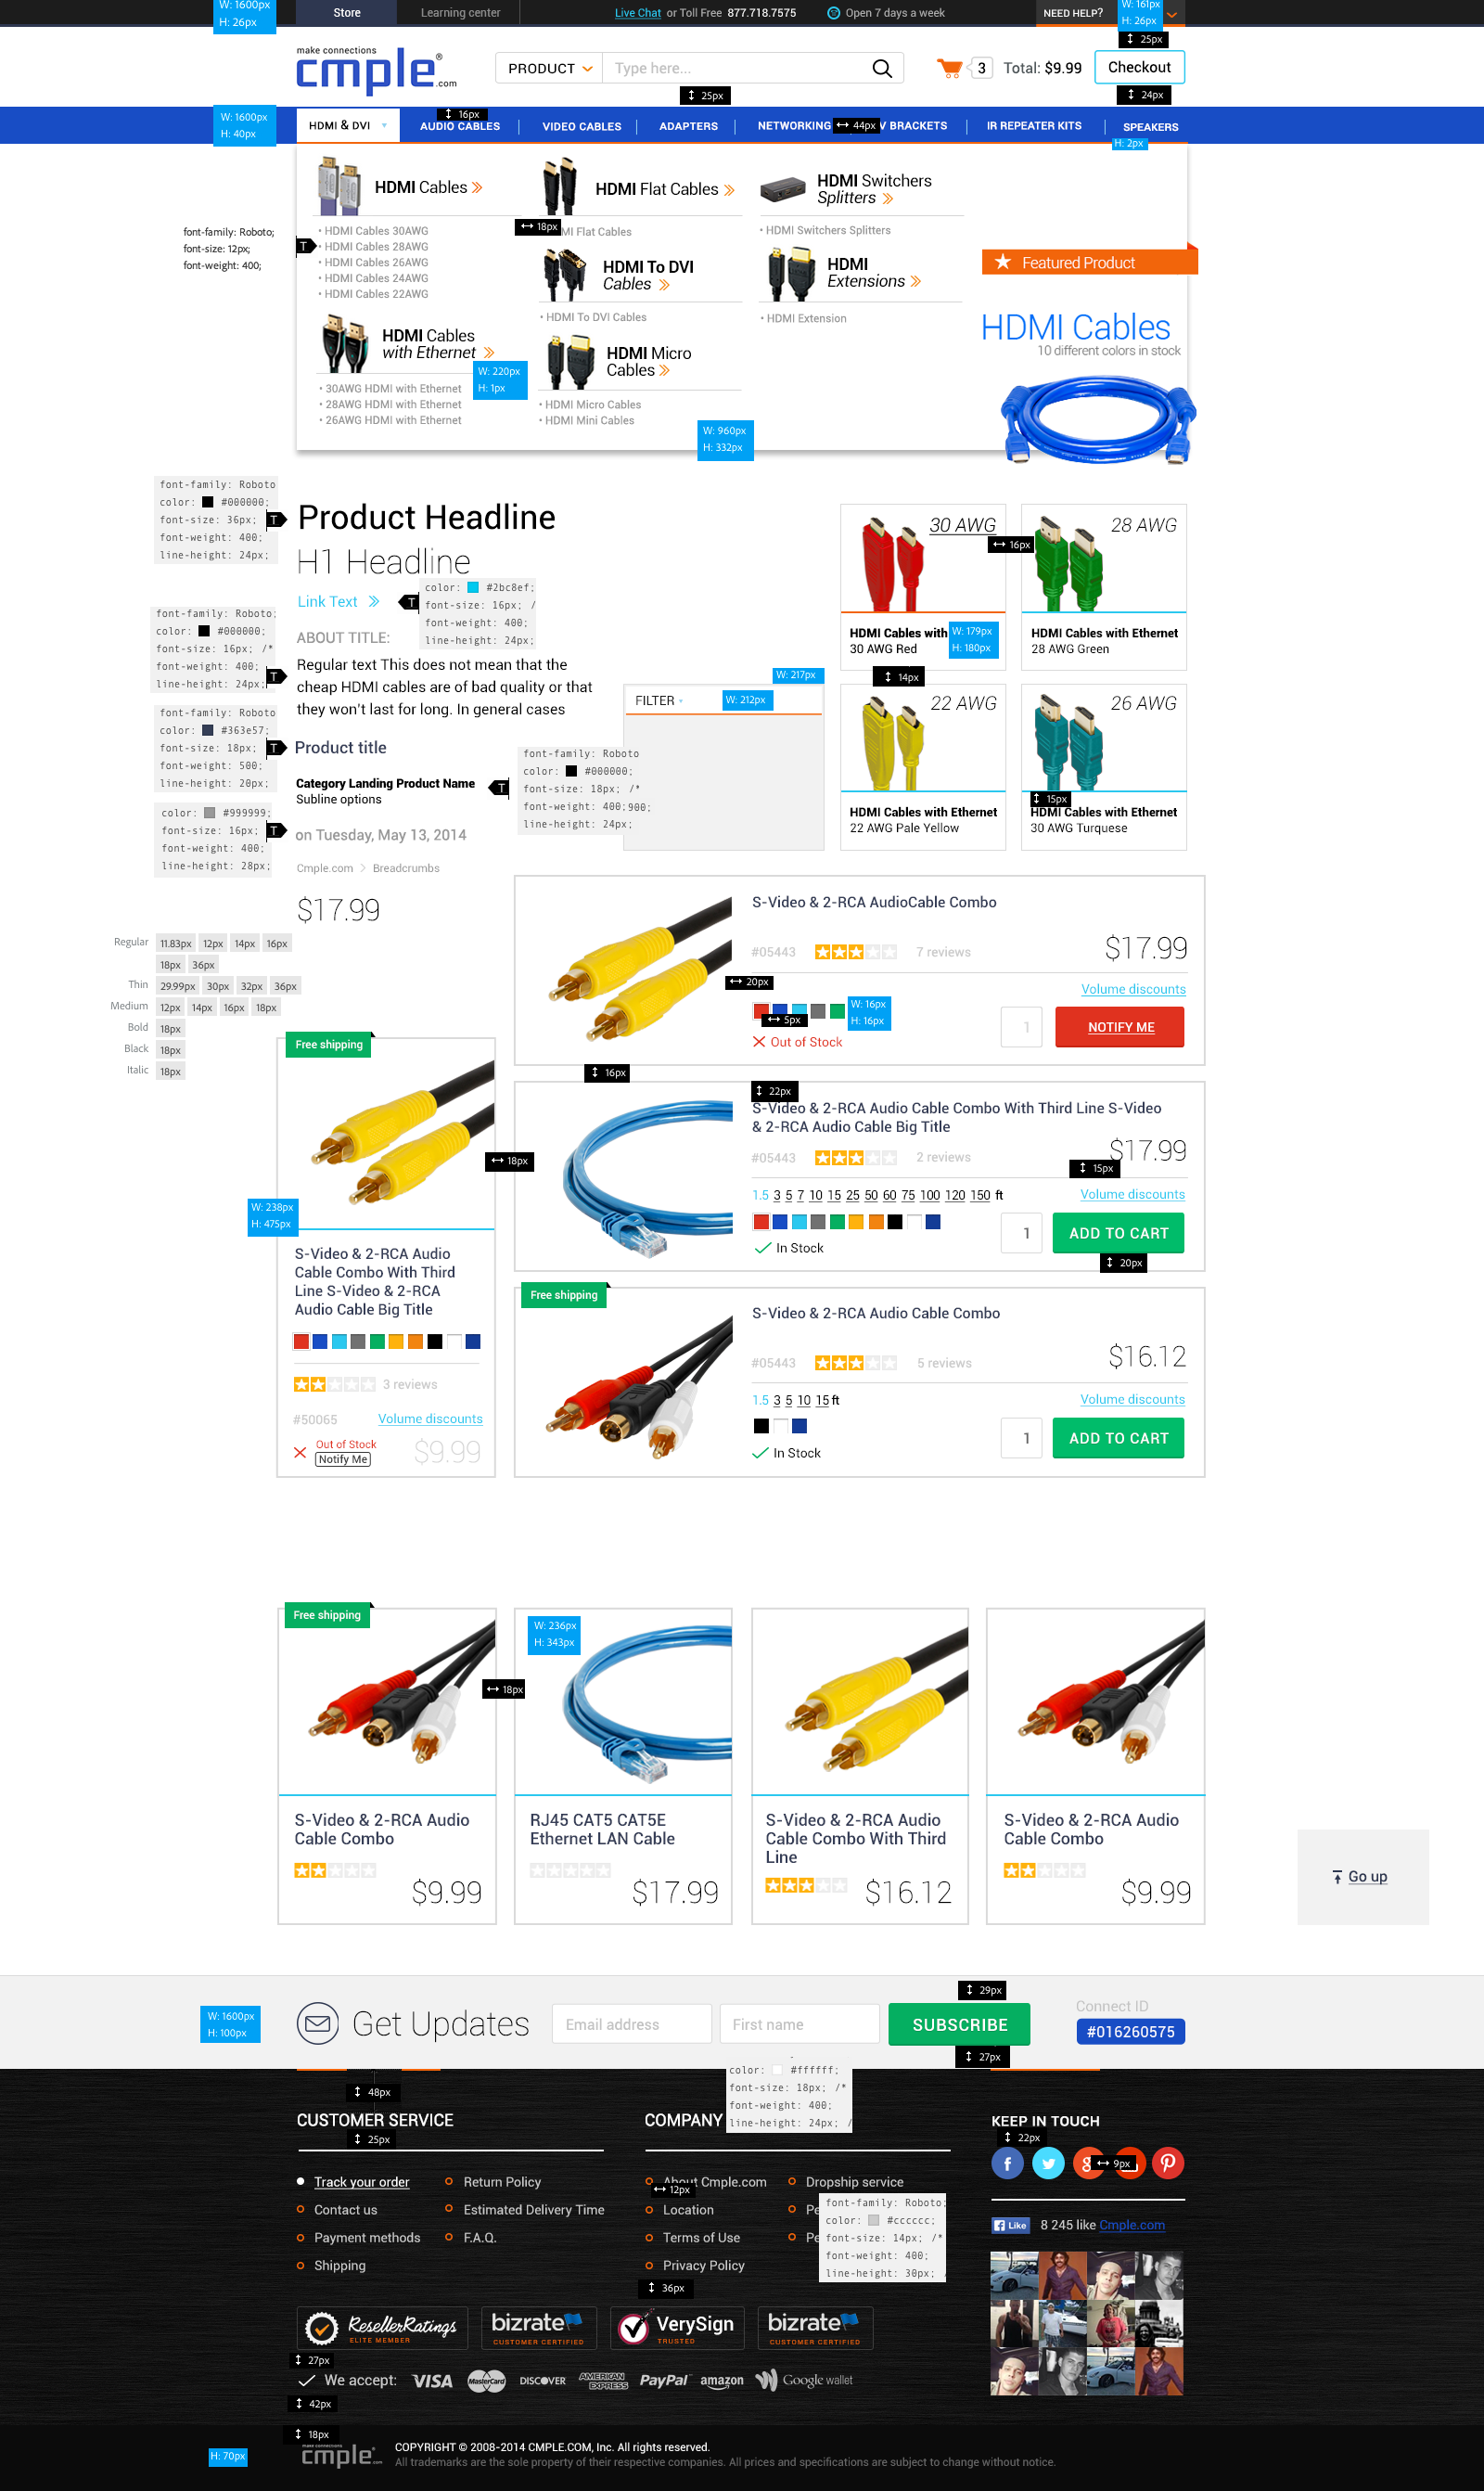 W: 1600px
H: 26px
Store
Learning center
Live Chat or Toll Free 877.718.7575
Open 7 days a week
NEED HELP?
W: 161px
H: 26px
25px
make connections
cmple®.com
PRODUCT
Type here...
3
Total: $9.99
Checkout
25px
24px
W: 1600px
H: 40px
HDMI & DVI
16px
AUDIO CABLES
VIDEO CABLES
ADAPTERS
NETWORKING
44px
V BRACKETS
IR REPEATER KITS
SPEAKERS
H: 2px
HDMI Cables
HDMI Flat Cables
HDMI Switchers
Splitters
font-family: Roboto;
font-size: 12px;
font-weight: 400;
T
• HDMI Cables 30AWG
• HDMI Cables 28AWG
• HDMI Cables 26AWG
• HDMI Cables 24AWG
• HDMI Cables 22AWG
18px
MI Flat Cables
• HDMI Switchers Splitters
HDMI To DVI
Cables
HDMI
Extensions
• HDMI To DVI Cables
• HDMI Extension
Featured Product
HDMI Cables
10 different colors in stock
HDMI Cables
with Ethernet
HDMI Micro
Cables
W: 220px
H: 1px
• 30AWG HDMI with Ethernet
• 28AWG HDMI with Ethernet
• 26AWG HDMI with Ethernet
• HDMI Micro Cables
• HDMI Mini Cables
W: 960px
H: 332px
font-family: Roboto
color: #000000;
font-size: 36px;
font-weight: 400;
line-height: 24px;
T
Product Headline
H1 Headline
Link Text
T
color: #2bc8ef;
font-size: 16px; /
font-weight: 400;
line-height: 24px;
ABOUT TITLE:
font-family: Roboto;
color: #000000;
font-size: 16px; /*
font-weight: 400;
line-height: 24px;
T
Regular text This does not mean that the
cheap HDMI cables are of bad quality or that
they won't last for long. In general cases
font-family: Roboto
color: #363e57;
font-size: 18px;
font-weight: 500;
line-height: 20px;
T
Product title
Category Landing Product Name
Subline options
T
font-family: Roboto
color: #000000;
font-size: 18px; /*
font-weight: 400;900;
line-height: 24px;
color: #999999;
font-size: 16px;
font-weight: 400;
line-height: 28px;
T
on Tuesday, May 13, 2014
Cmple.com
Breadcrumbs
$17.99
W: 217px
FILTER
W: 212px
30 AWG
16px
28 AWG
HDMI Cables with
30 AWG Red
W: 179px
H: 180px
HDMI Cables with Ethernet
28 AWG Green
14px
22 AWG
26 AWG
HDMI Cables with Ethernet
22 AWG Pale Yellow
15px
HDMI Cables with Ethernet
30 AWG Turquese
Regular 11.83px 12px 14px 16px
18px 36px
Thin 29.99px 30px 32px 36px
Medium 12px 14px 16px 18px
Bold 18px
Black 18px
Italic 18px
S-Video & 2-RCA AudioCable Combo
#05443
7 reviews
$17.99
20px
Volume discounts
W: 16px
H: 16px
5px
Out of Stock
1
NOTIFY ME
16px
22px
S-Video & 2-RCA Audio Cable Combo With Third Line S-Video
& 2-RCA Audio Cable Big Title
#05443
2 reviews
$17.99
15px
1.5 3 5 7 10 15 25 50 60 75 100 120 150 ft
Volume discounts
In Stock
1
ADD TO CART
20px
Free shipping
S-Video & 2-RCA Audio Cable Combo
#05443
5 reviews
$16.12
1.5 3 5 10 15 ft
Volume discounts
In Stock
1
ADD TO CART
Free shipping
18px
W: 238px
H: 475px
S-Video & 2-RCA Audio
Cable Combo With Third
Line S-Video & 2-RCA
Audio Cable Big Title
3 reviews
#50065
Volume discounts
Out of Stock
Notify Me
$9.99
Free shipping
18px
S-Video & 2-RCA Audio
Cable Combo
$9.99
W: 236px
H: 343px
RJ45 CAT5 CAT5E
Ethernet LAN Cable
$17.99
S-Video & 2-RCA Audio
Cable Combo With Third
Line
$16.12
S-Video & 2-RCA Audio
Cable Combo
$9.99
Go up
W: 1600px
H: 100px
Get Updates
Email address
First name
29px
SUBSCRIBE
27px
Connect ID
#016260575
color: #ffffff;
font-size: 18px; /*
font-weight: 400;
line-height: 24px; /
48px
CUSTOMER SERVICE
25px
COMPANY
KEEP IN TOUCH
22px
f
g
9px
Track your order
Contact us
Payment methods
Shipping
Return Policy
Estimated Delivery Time
F.A.Q.
About Cmple.com
12px
Location
Terms of Use
Privacy Policy
Dropship service
Pe
Pe
font-family: Roboto;
color: #cccccc;
font-size: 14px; /*
font-weight: 400;
line-height: 30px; /
36px
Like
8 245 like Cmple.com
ResellerRatings
ELITE MEMBER
bizrate
CUSTOMER CERTIFIED
VerySign
TRUSTED
bizrate
CUSTOMER CERTIFIED
27px
We accept:
VISA
MasterCard
DISCOVER
AMERICAN EXPRESS
PayPal
amazon
Google wallet
42px
18px
H: 70px
make connections
cmple.com
COPYRIGHT © 2008-2014 CMPLE.COM, Inc. All rights reserved.
All trademarks are the sole property of their respective companies. All prices and specifications are subject to change without notice.